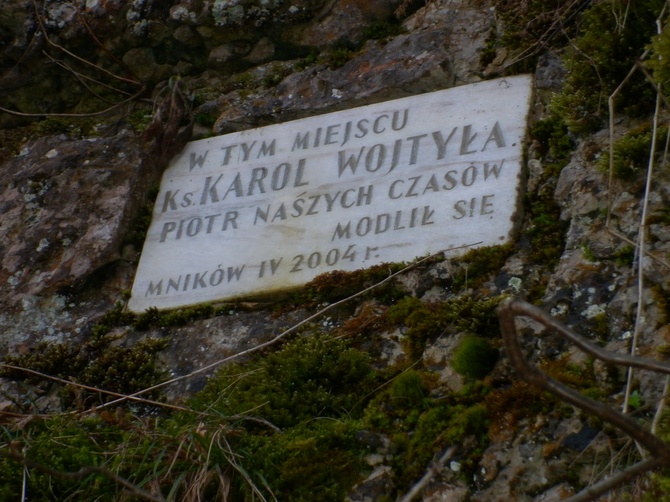 W TYM MIEJSCU
Ks. KAROL WOJTYŁA.
PIOTR NASZYCH CZASÓW
MODLIŁ SIĘ
MNIKÓW IV 2004 r.